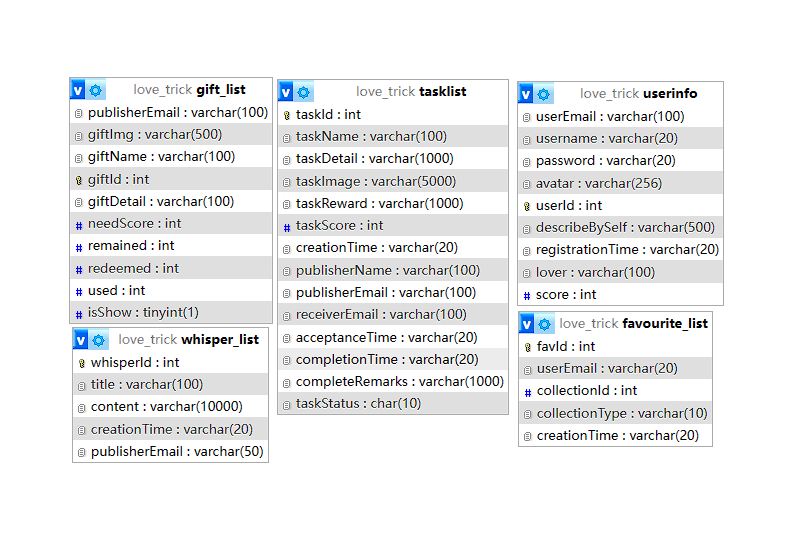 v love_trick gift_list
publisherEmail : varchar(100)
giftImg : varchar(500)
giftName : varchar(100)
giftId : int
giftDetail : varchar(100)
# needScore : int
# remained : int
# redeemed : int
# used : int
# isShow : tinyint(1)
v love_trick whisper_list
whisperId : int
title : varchar(100)
content : varchar(10000)
creationTime : varchar(20)
publisherEmail : varchar(50)
v love_trick tasklist
taskId : int
taskName : varchar(100)
taskDetail : varchar(1000)
taskImage : varchar(5000)
taskReward : varchar(1000)
# taskScore : int
creationTime : varchar(20)
publisherName : varchar(100)
publisherEmail : varchar(100)
receiverEmail : varchar(100)
acceptanceTime : varchar(20)
completionTime : varchar(20)
completeRemarks : varchar(1000)
taskStatus : char(10)
v love_trick userinfo
userEmail : varchar(100)
username : varchar(20)
password : varchar(20)
avatar : varchar(256)
userId : int
describeBySelf : varchar(500)
registrationTime : varchar(20)
lover : varchar(100)
# score : int
v love_trick favourite_list
favId : int
userEmail : varchar(20)
# collectionId : int
collectionType : varchar(10)
creationTime : varchar(20)